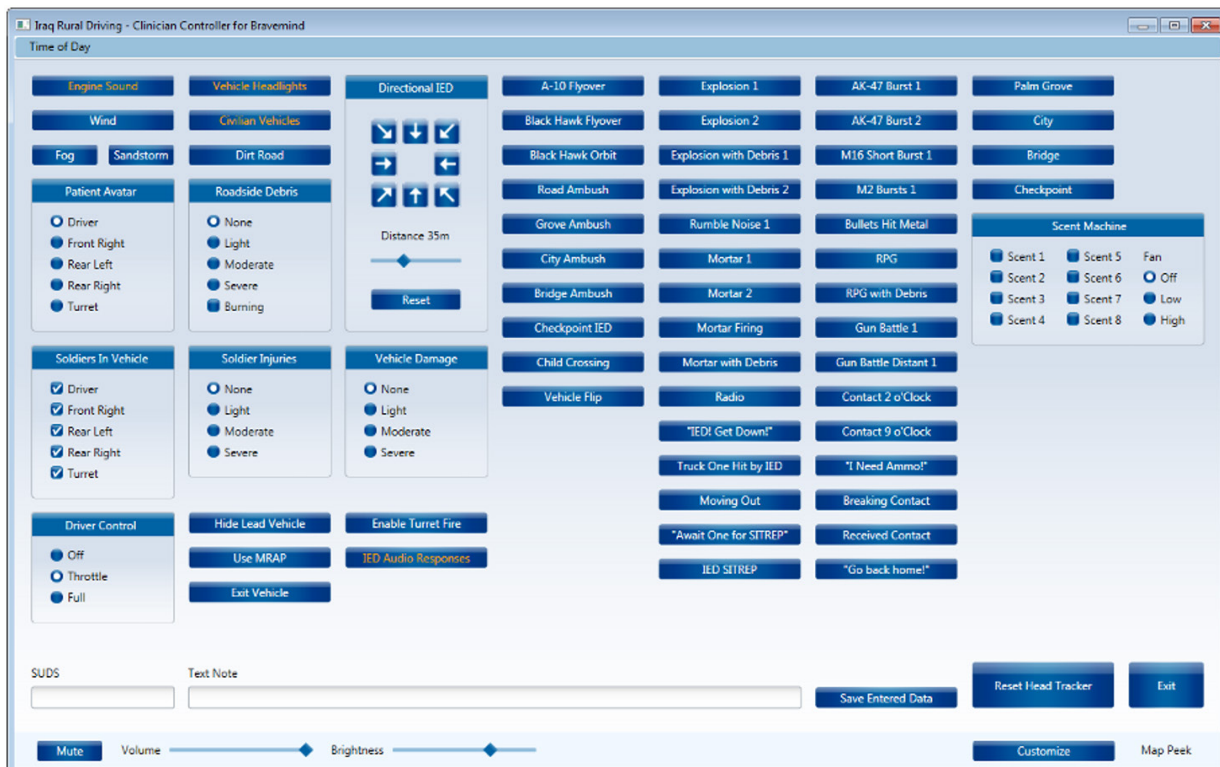 Iraq Rural Driving - Clinician Controller for Bravemind
Time of Day
Engine Sound
Wind
Fog
Sandstorm
Vehicle Headlights
Civilian Vehicles
Dirt Road
Patient Avatar
Driver
Front Right
Rear Left
Rear Right
Turret
Roadside Debris
None
Light
Moderate
Severe
Burning
Directional IED
Distance 35m
Reset
Soldiers In Vehicle
Driver
Front Right
Rear Left
Rear Right
Turret
Soldier Injuries
None
Light
Moderate
Severe
Vehicle Damage
None
Light
Moderate
Severe
Driver Control
Off
Throttle
Full
Hide Lead Vehicle
Use MRAP
Exit Vehicle
Enable Turret Fire
IED Audio Responses
A-10 Flyover
Black Hawk Flyover
Black Hawk Orbit
Road Ambush
Grove Ambush
City Ambush
Bridge Ambush
Checkpoint IED
Child Crossing
Vehicle Flip
Explosion 1
Explosion 2
Explosion with Debris 1
Explosion with Debris 2
Rumble Noise 1
Mortar 1
Mortar 2
Mortar Firing
Mortar with Debris
Radio
"IED! Get Down!"
Truck One Hit by IED
Moving Out
"Await One for SITREP"
IED SITREP
AK-47 Burst 1
AK-47 Burst 2
M16 Short Burst 1
M2 Bursts 1
Bullets Hit Metal
RPG
RPG with Debris
Gun Battle 1
Gun Battle Distant 1
Contact 2 o'Clock
Contact 9 o'Clock
"I Need Ammo!"
Breaking Contact
Received Contact
"Go back home!"
Palm Grove
City
Bridge
Checkpoint
Scent Machine
Scent 1
Scent 2
Scent 3
Scent 4
Scent 5
Scent 6
Scent 7
Scent 8
Fan
Off
Low
High
SUDS
Text Note
Save Entered Data
Reset Head Tracker
Exit
Mute
Volume
Brightness
Customize
Map Peek